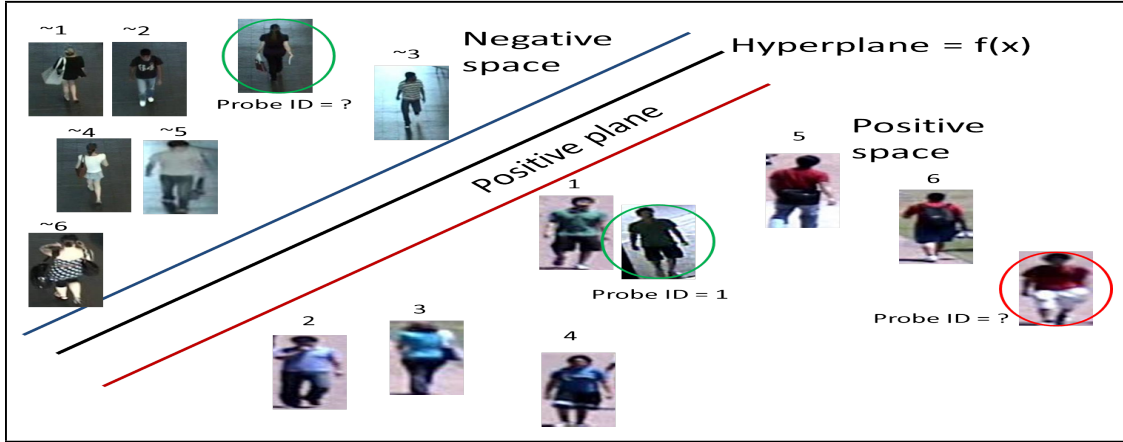 ~1
~2
Probe ID = ?
~3
Negative
space
Hyperplane = f(x)
~4
~5
~6
Positive plane
Positive
space
5
6
1
Probe ID = 1
Probe ID = ?
2
3
4